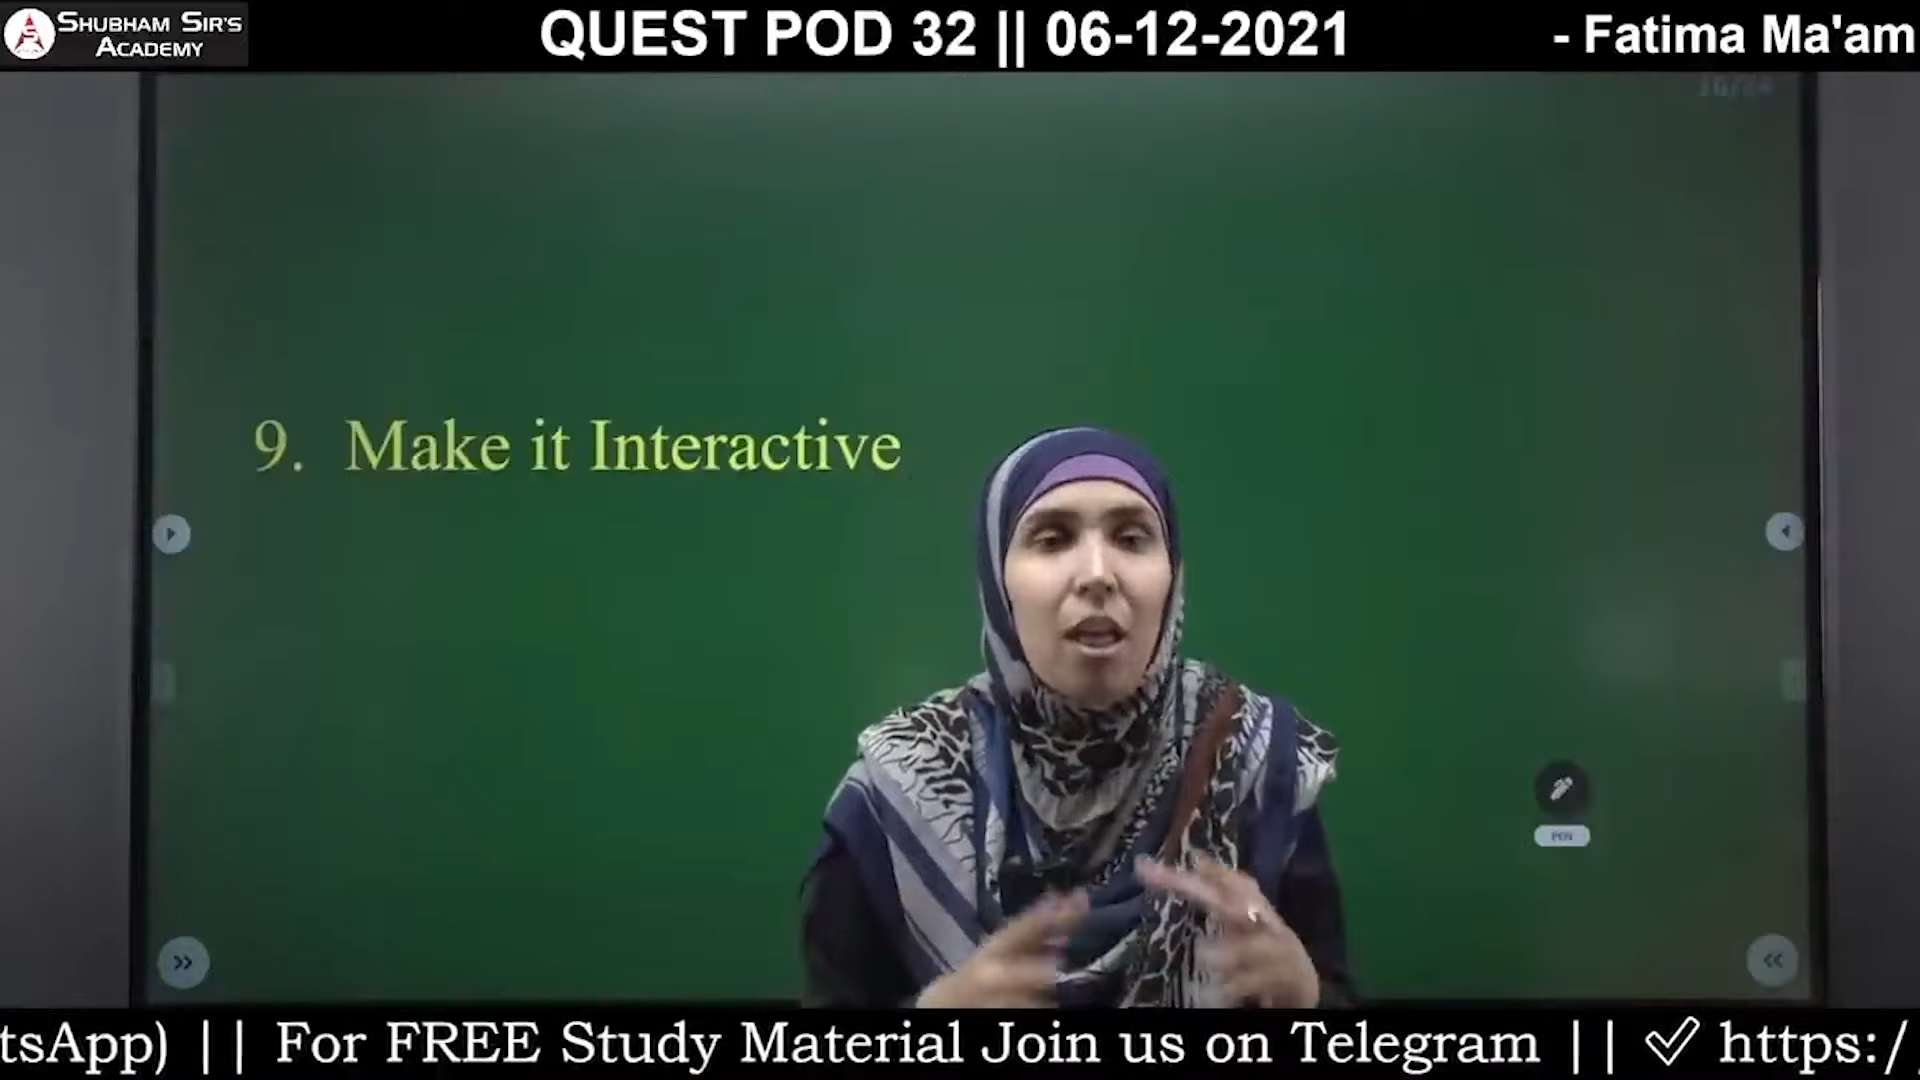 SHUBHAM SIR'S
ACADEMY
QUEST POD 32 || 06-12-2021
- Fatima Ma'am
9. Make it Interactive
PEN
tsApp) || For FREE Study Material Join us on Telegram || ✓ https:/